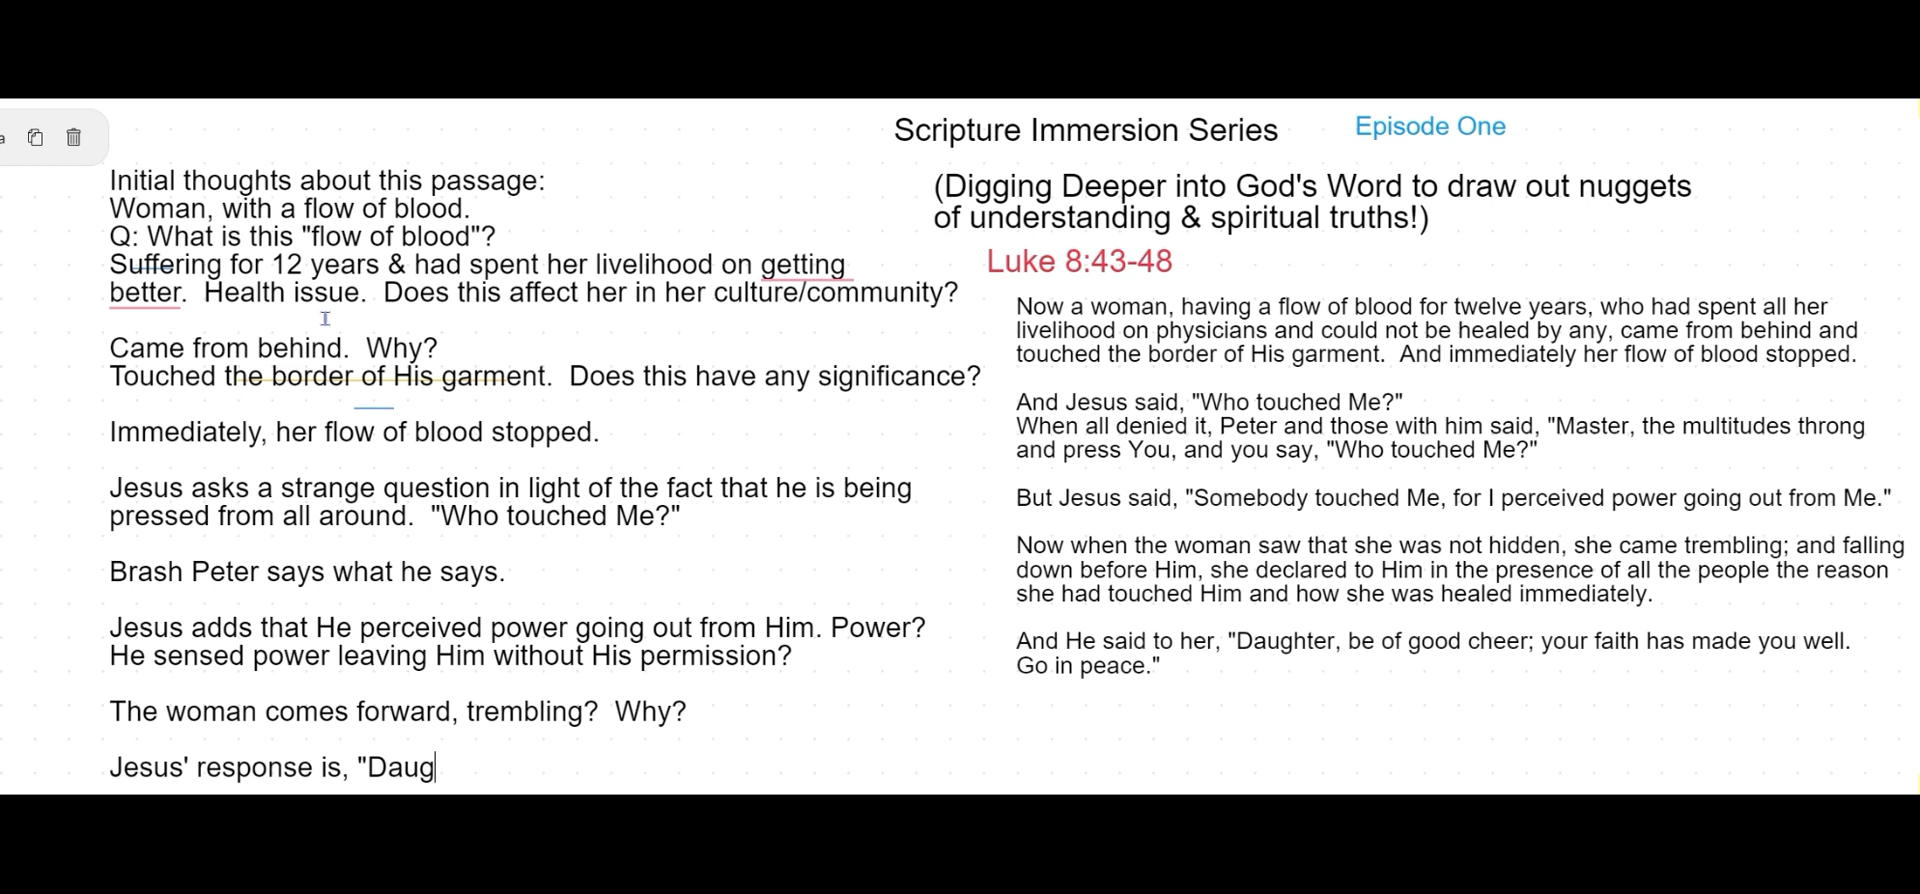 Scripture Immersion Series
Episode One
a
Initial thoughts about this passage:
Woman, with a flow of blood.
Q: What is this "flow of blood"?
Suffering for 12 years & had spent her livelihood on getting
better.  Health issue.  Does this affect her in her culture/community?
Came from behind.  Why?
Touched the border of His garment.  Does this have any significance?
Immediately, her flow of blood stopped.
Jesus asks a strange question in light of the fact that he is being
pressed from all around.  "Who touched Me?"
Brash Peter says what he says.
Jesus adds that He perceived power going out from Him. Power?
He sensed power leaving Him without His permission?
The woman comes forward, trembling?  Why?
Jesus' response is, "Daug
(Digging Deeper into God's Word to draw out nuggets
of understanding & spiritual truths!)
Luke 8:43-48
Now a woman, having a flow of blood for twelve years, who had spent all her
livelihood on physicians and could not be healed by any, came from behind and
touched the border of His garment.  And immediately her flow of blood stopped.
And Jesus said, "Who touched Me?"
When all denied it, Peter and those with him said, "Master, the multitudes throng
and press You, and you say, "Who touched Me?"
But Jesus said, "Somebody touched Me, for I perceived power going out from Me."
Now when the woman saw that she was not hidden, she came trembling; and falling
down before Him, she declared to Him in the presence of all the people the reason
she had touched Him and how she was healed immediately.
And He said to her, "Daughter, be of good cheer; your faith has made you well.
Go in peace."